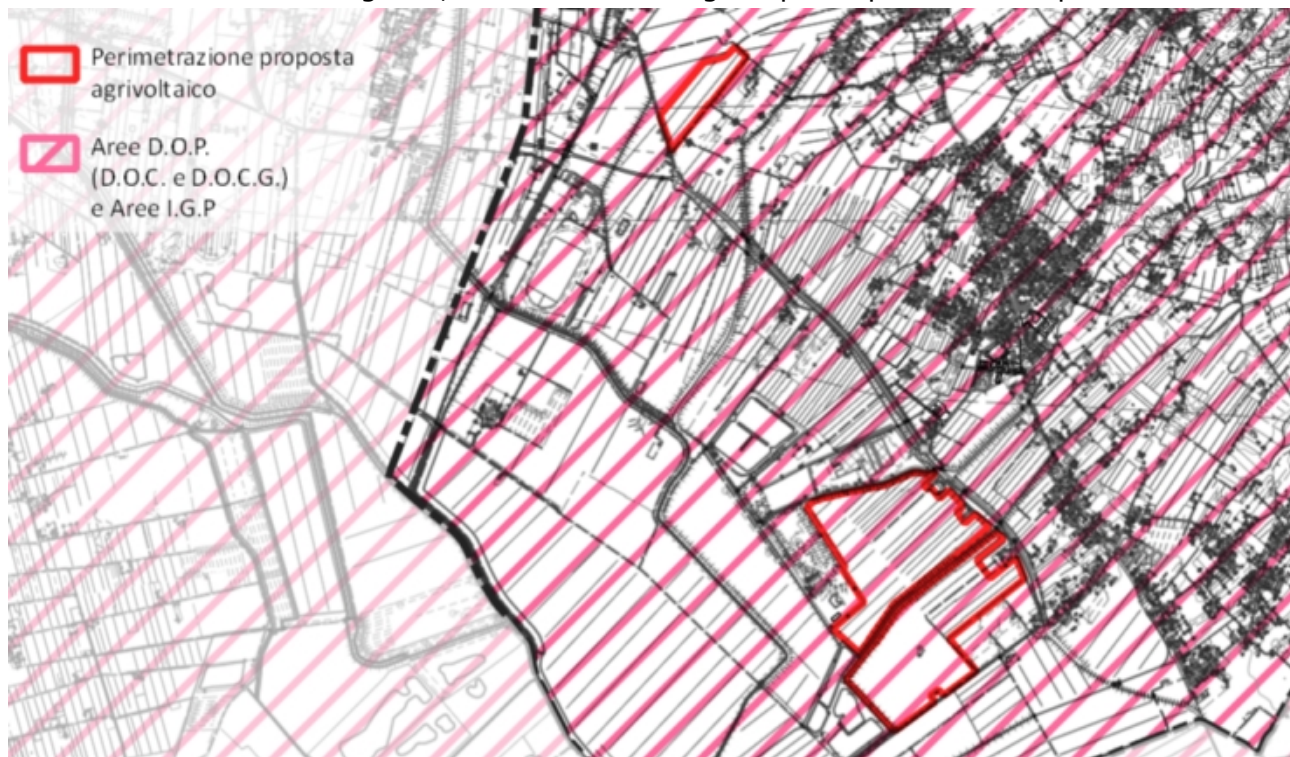 Perimetrazione proposta
agrivoltaico
Aree D.O.P.
(D.O.C. e D.O.C.G.)
e Aree I.G.P